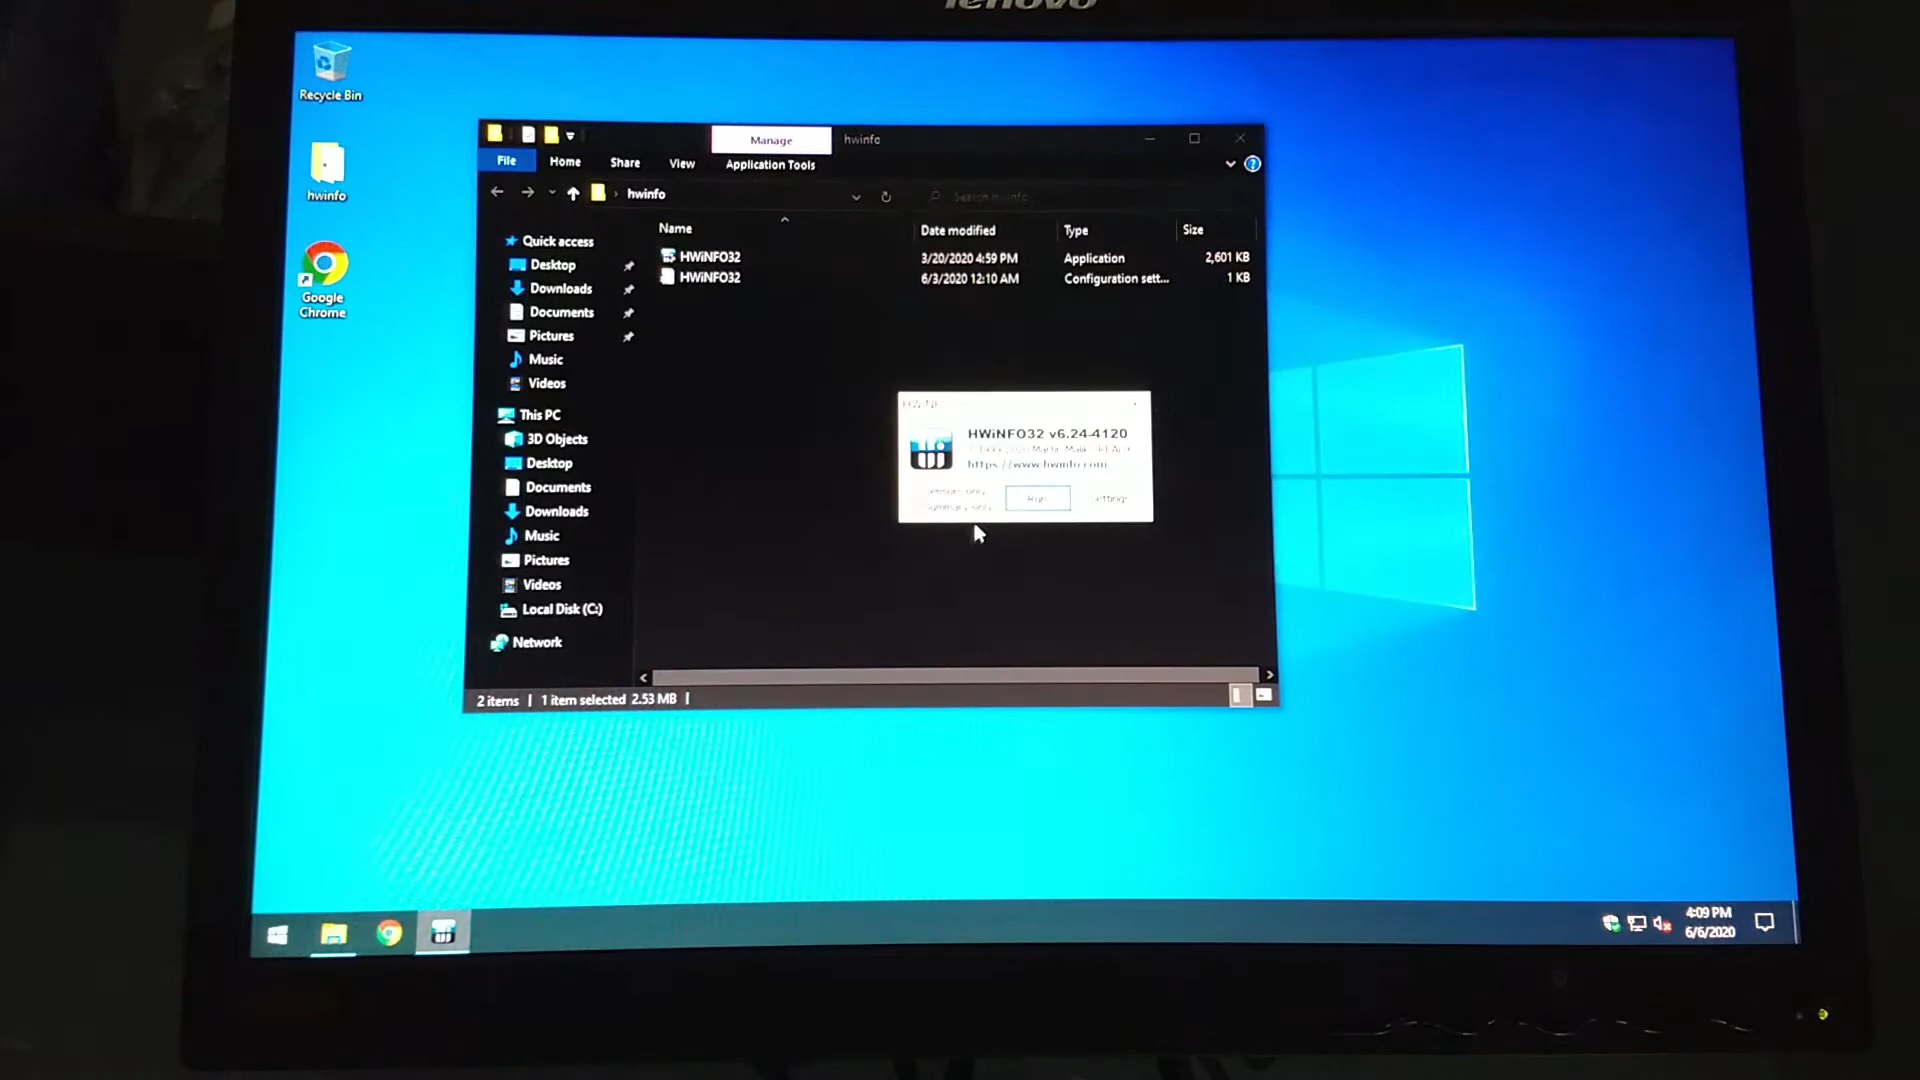 lenovo
Recycle Bin
hwinfo
Google
Chrome
Manage
hwinfo
File
Home
Share
View
Application Tools
hwinfo
Search hwinfo
Name
Date modified
Type
Size
HWiNFO32
3/20/2020 4:59 PM
Application
2,601 KB
HWiNFO32
6/3/2020 12:10 AM
Configuration sett...
1 KB
Quick access
Desktop
Downloads
Documents
Pictures
Music
Videos
This PC
3D Objects
Desktop
Documents
Downloads
Music
Pictures
Videos
Local Disk (C:)
Network
HWiNFO32 v6.24-4120
https://www.hwinfo.com
Run
Settings
2 items
1 item selected 2.53 MB
4:09 PM
6/6/2020